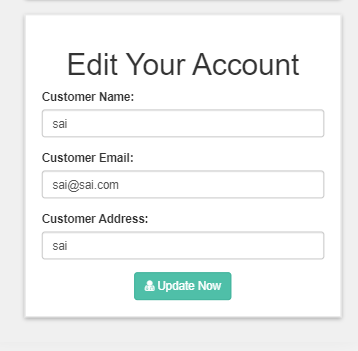 Edit Your Account
Customer Name:
sai
Customer Email:
sai@sai.com
Customer Address:
sai
Update Now